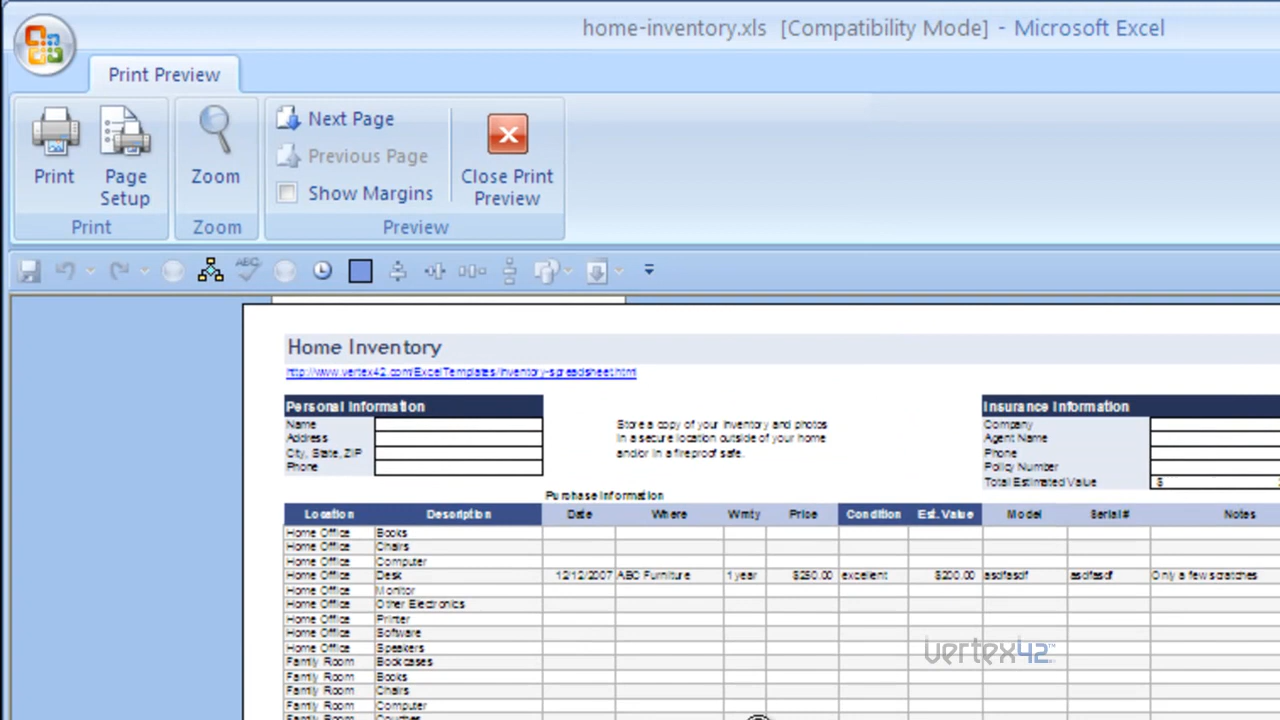 home-inventory.xls [Compatibility Mode] - Microsoft Excel
Print Preview
Print
Page Setup
Zoom
Next Page
Previous Page
Show Margins
Close Print Preview
Print
Zoom
Preview
ABC
Home Inventory
http://www.vertex42.com/ExcelTemplates/inventory-spreadsheet.html
Personal Information
Name
Address
City, State, ZIP
Phone
Store a copy of your inventory and photos
in a secure location outside of your home
and/or in a fireproof safe.
Insurance Information
Company
Agent Name
Phone
Policy Number
Total Estimated Value $
Purchase Information
Location Description Date Where Wrnty Price Condition Est. Value Model Serial # Notes
Home Office Books
Home Office Chairs
Home Office Computer
Home Office Desk 12/12/2007 ABC Furniture 1 year $250.00 excellent $200.00 asdfasdf asdfasdf Only a few scratches
Home Office Monitor
Home Office Other Electronics
Home Office Printer
Home Office Software
Home Office Speakers
Family Room Bookcases
Family Room Books
Family Room Chairs
Family Room Computer
Family Room Couches
vertex42